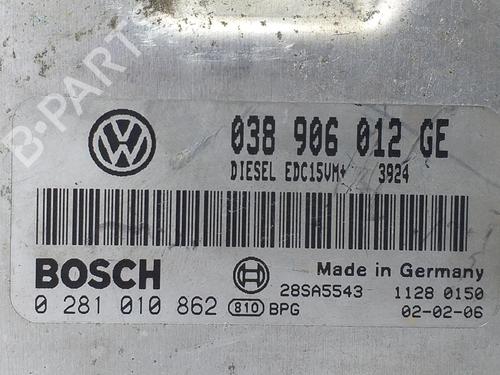 B-PARTS
038 906 012 GE
DIESEL EDC15VM+ 3924
BOSCH
Made in Germany
28SA5543 1128 0150
0 281 010 862 810 BPG 02-02-06